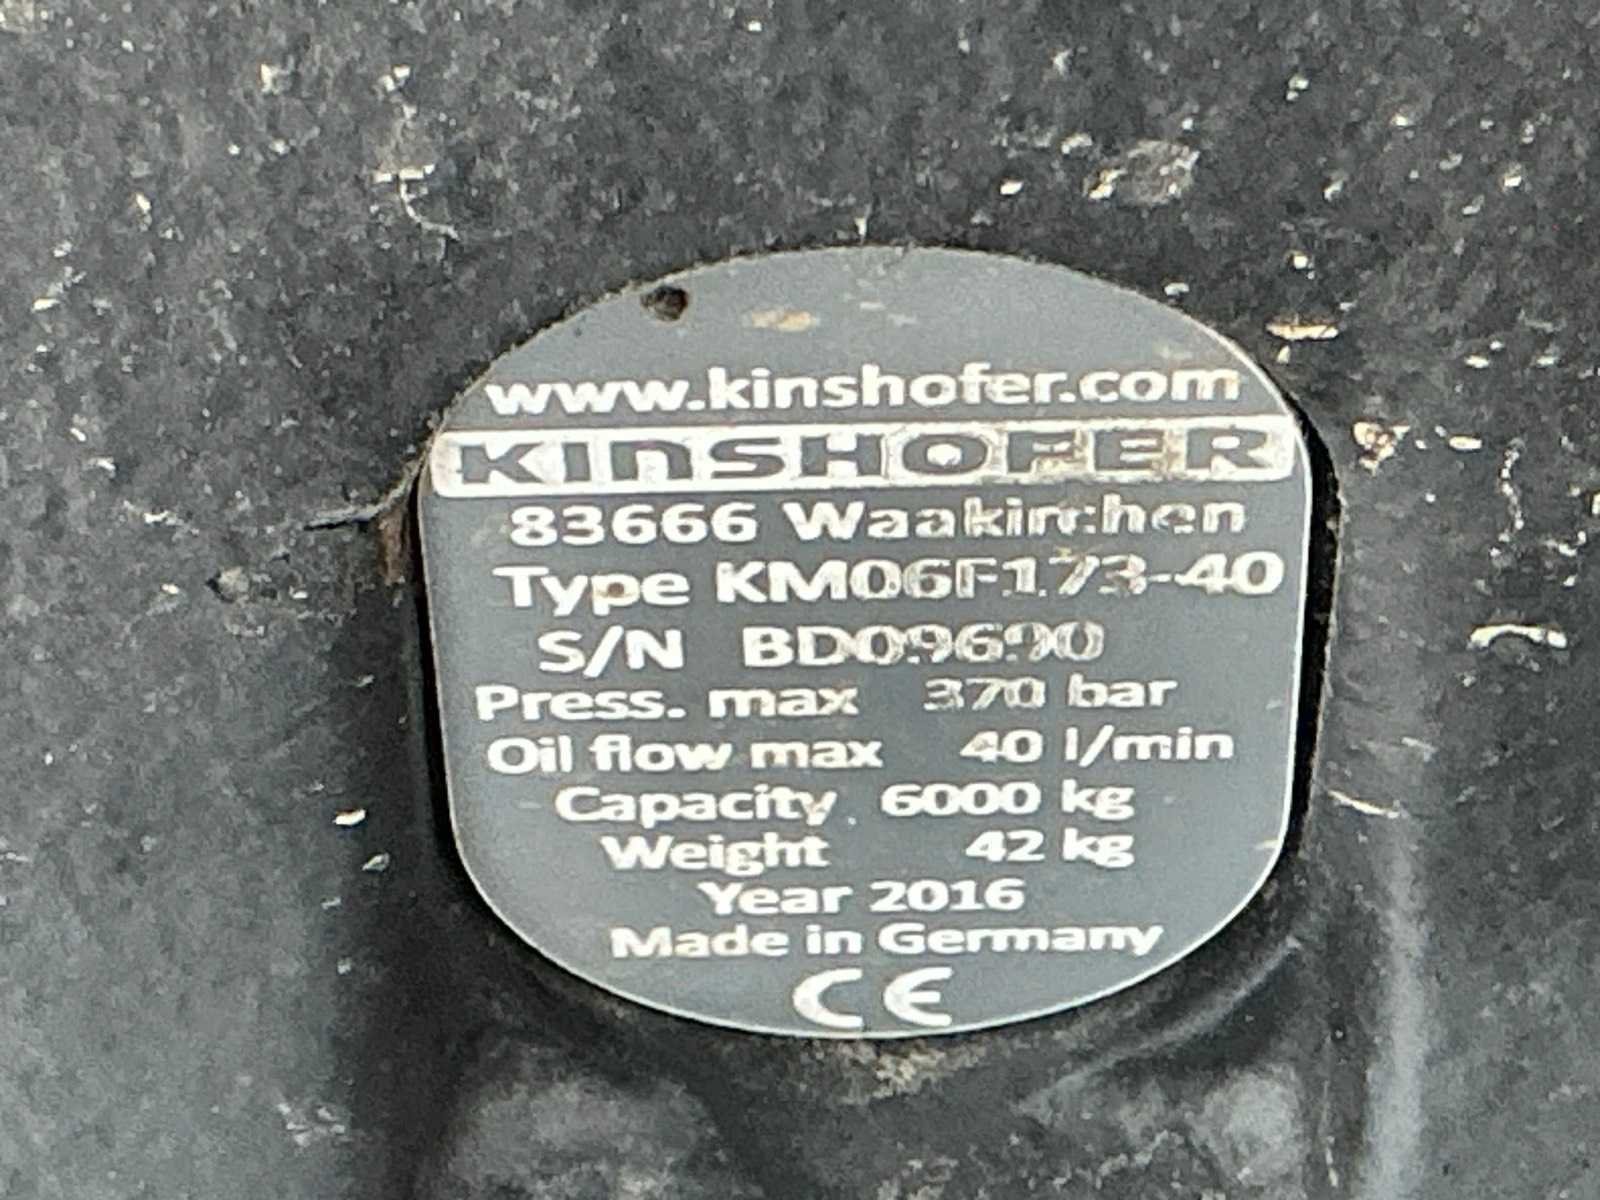 www.kinshofer.com
KINSHOFER
83666 Waakirchen
Type KM06F173-40
S/N BD09690
Press. max 370 bar
Oil flow max 40 l/min
Capacity 6000 kg
Weight 42 kg
Year 2016
Made in Germany
CE